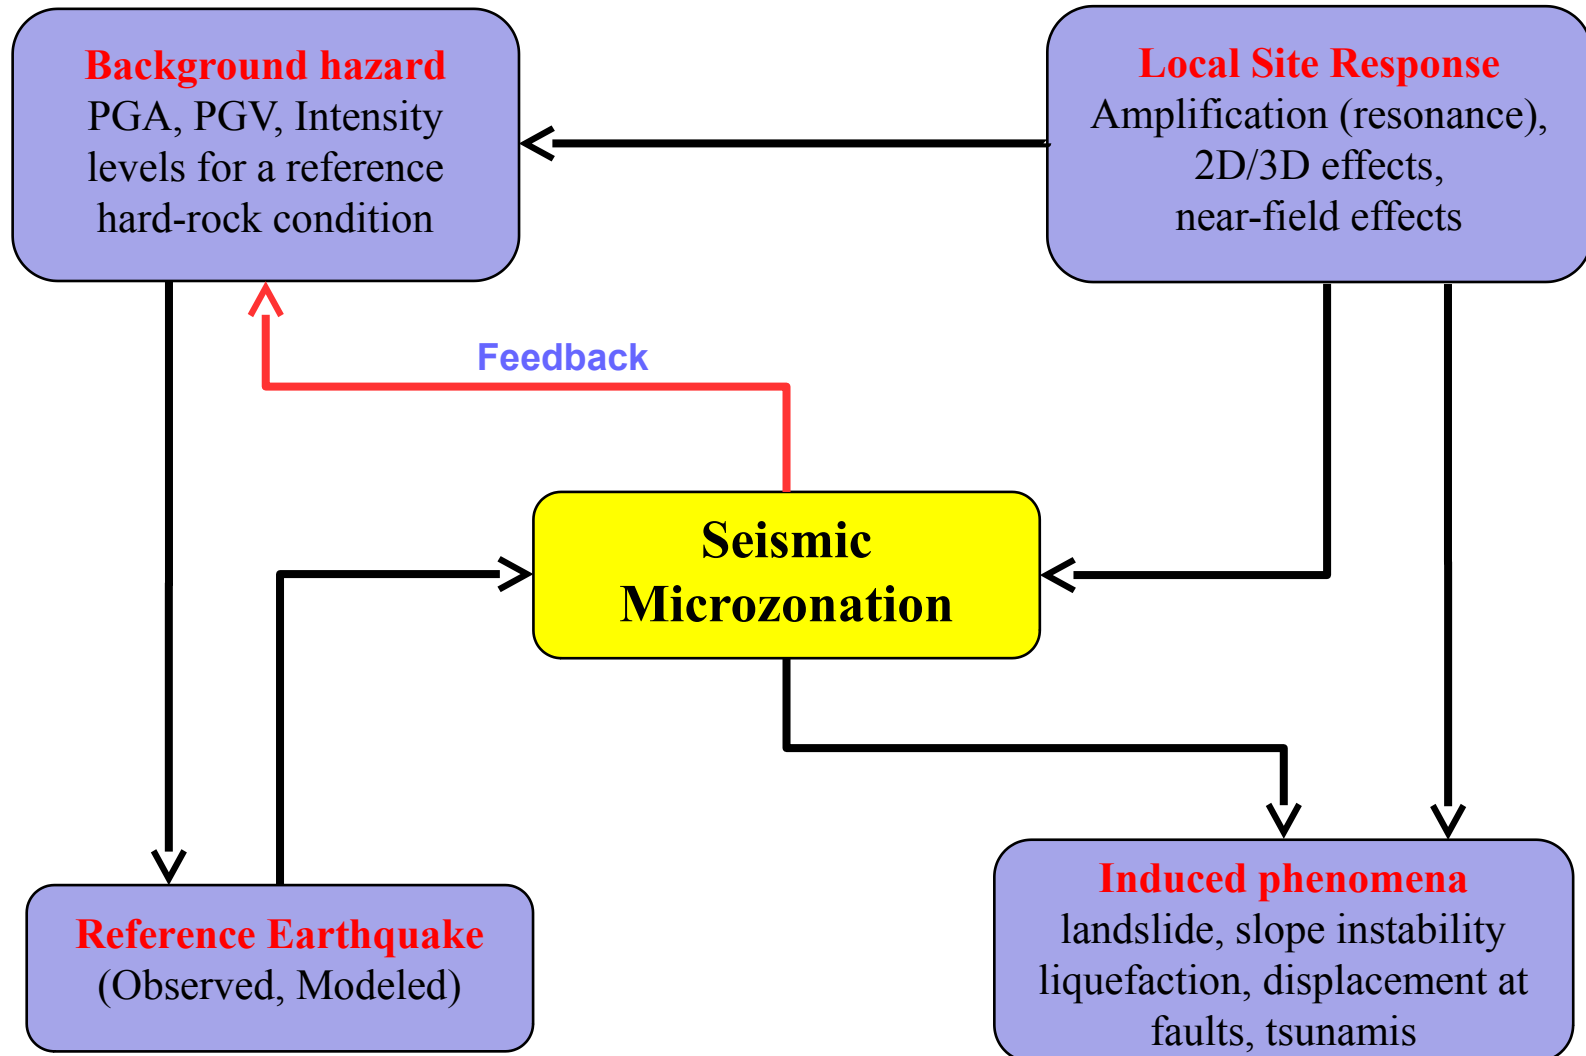 Background hazard
PGA, PGV, Intensity
levels for a reference
hard-rock condition
Local Site Response
Amplification (resonance),
2D/3D effects,
near-field effects
Feedback
Seismic
Microzonation
Reference Earthquake
(Observed, Modeled)
Induced phenomena
landslide, slope instability
liquefaction, displacement at
faults, tsunamis